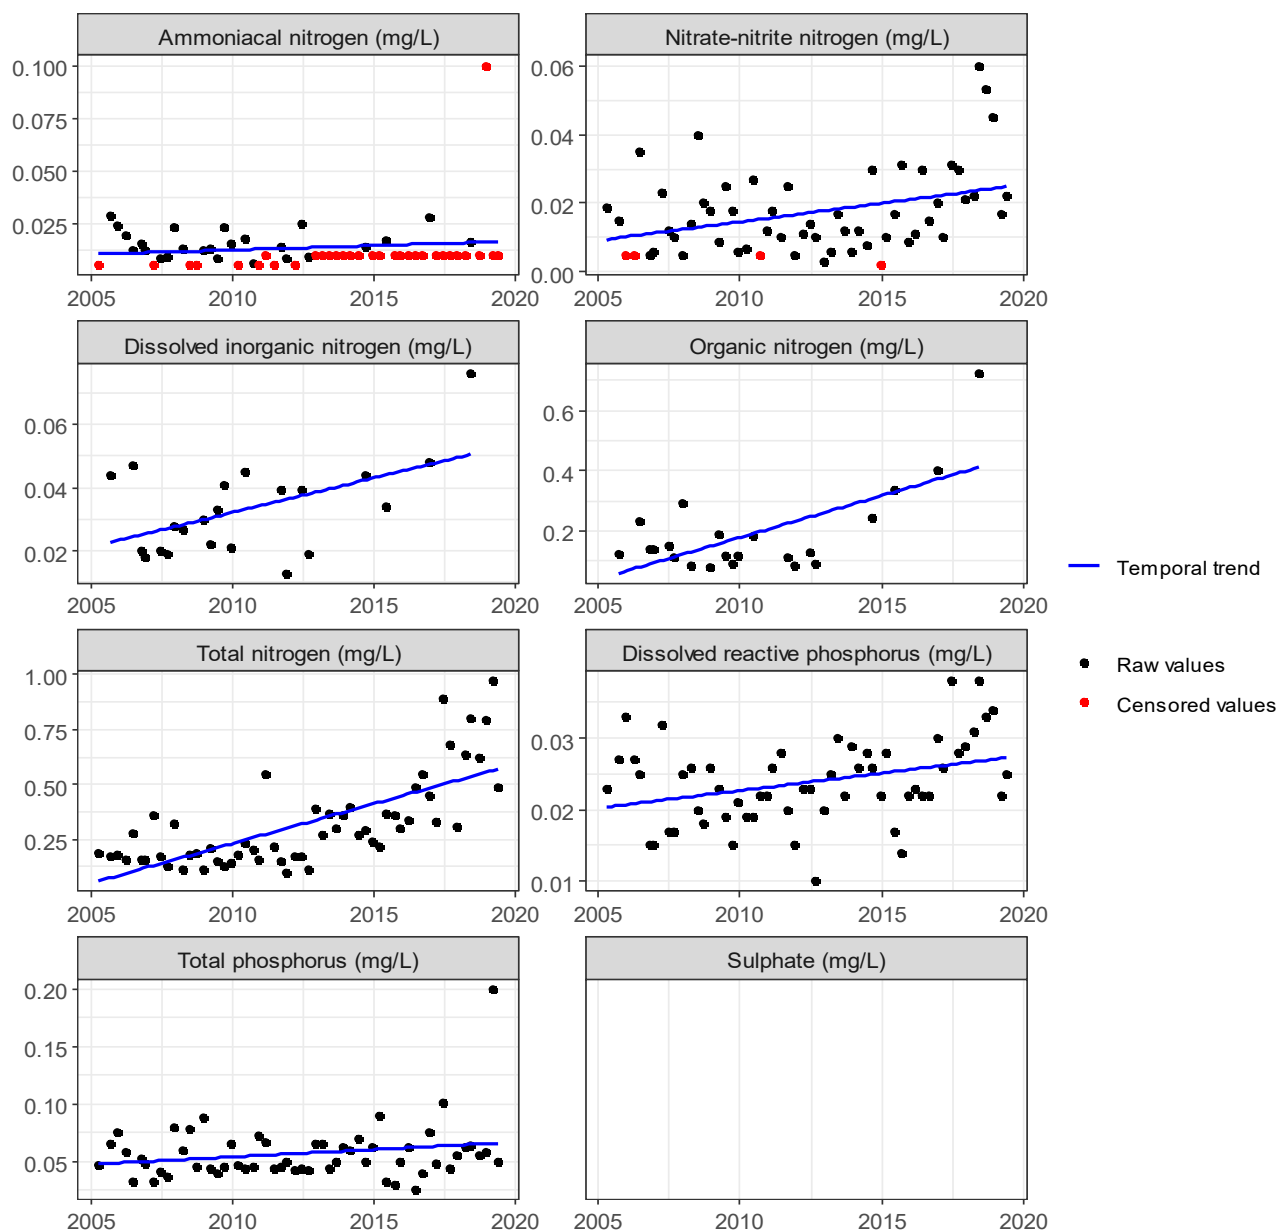 Ammoniacal nitrogen (mg/L)
0.100
0.075
0.050
0.025
2005 2010 2015 2020
Nitrate-nitrite nitrogen (mg/L)
0.06
0.04
0.02
0.00
2005 2010 2015 2020
Dissolved inorganic nitrogen (mg/L)
0.06
0.04
0.02
2005 2010 2015 2020
Organic nitrogen (mg/L)
0.6
0.4
0.2
2005 2010 2015 2020
Total nitrogen (mg/L)
1.00
0.75
0.50
0.25
2005 2010 2015 2020
Dissolved reactive phosphorus (mg/L)
0.03
0.02
0.01
2005 2010 2015 2020
Total phosphorus (mg/L)
0.20
0.15
0.10
0.05
2005 2010 2015 2020
Sulphate (mg/L)
2005 2010 2015 2020
Temporal trend
Raw values
Censored values